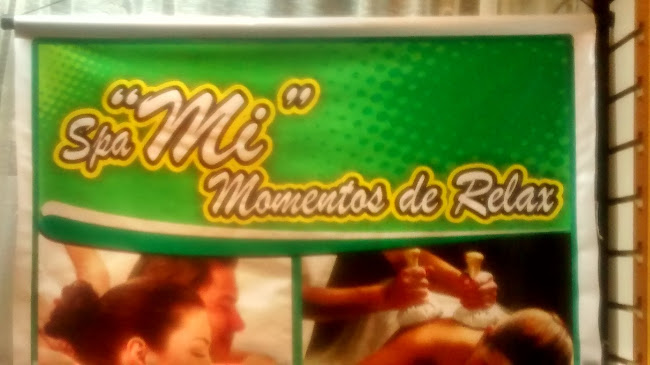 Spa "Mi"
Momentos de Relax